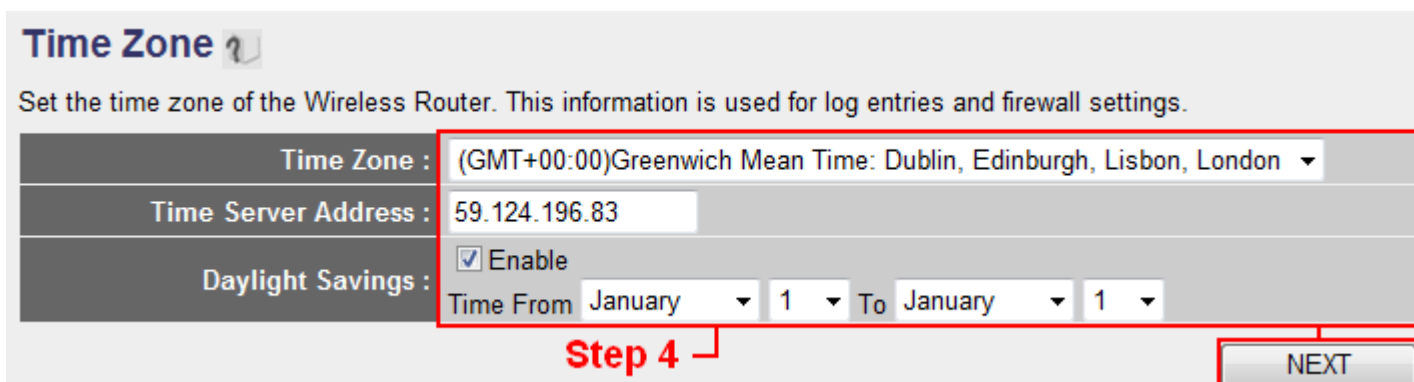 Time Zone
Set the time zone of the Wireless Router. This information is used for log entries and firewall settings.
Time Zone : (GMT+00:00)Greenwich Mean Time: Dublin, Edinburgh, Lisbon, London
Time Server Address : 59.124.196.83
Daylight Savings : Enable
Time From January 1 To January 1
Step 4
NEXT